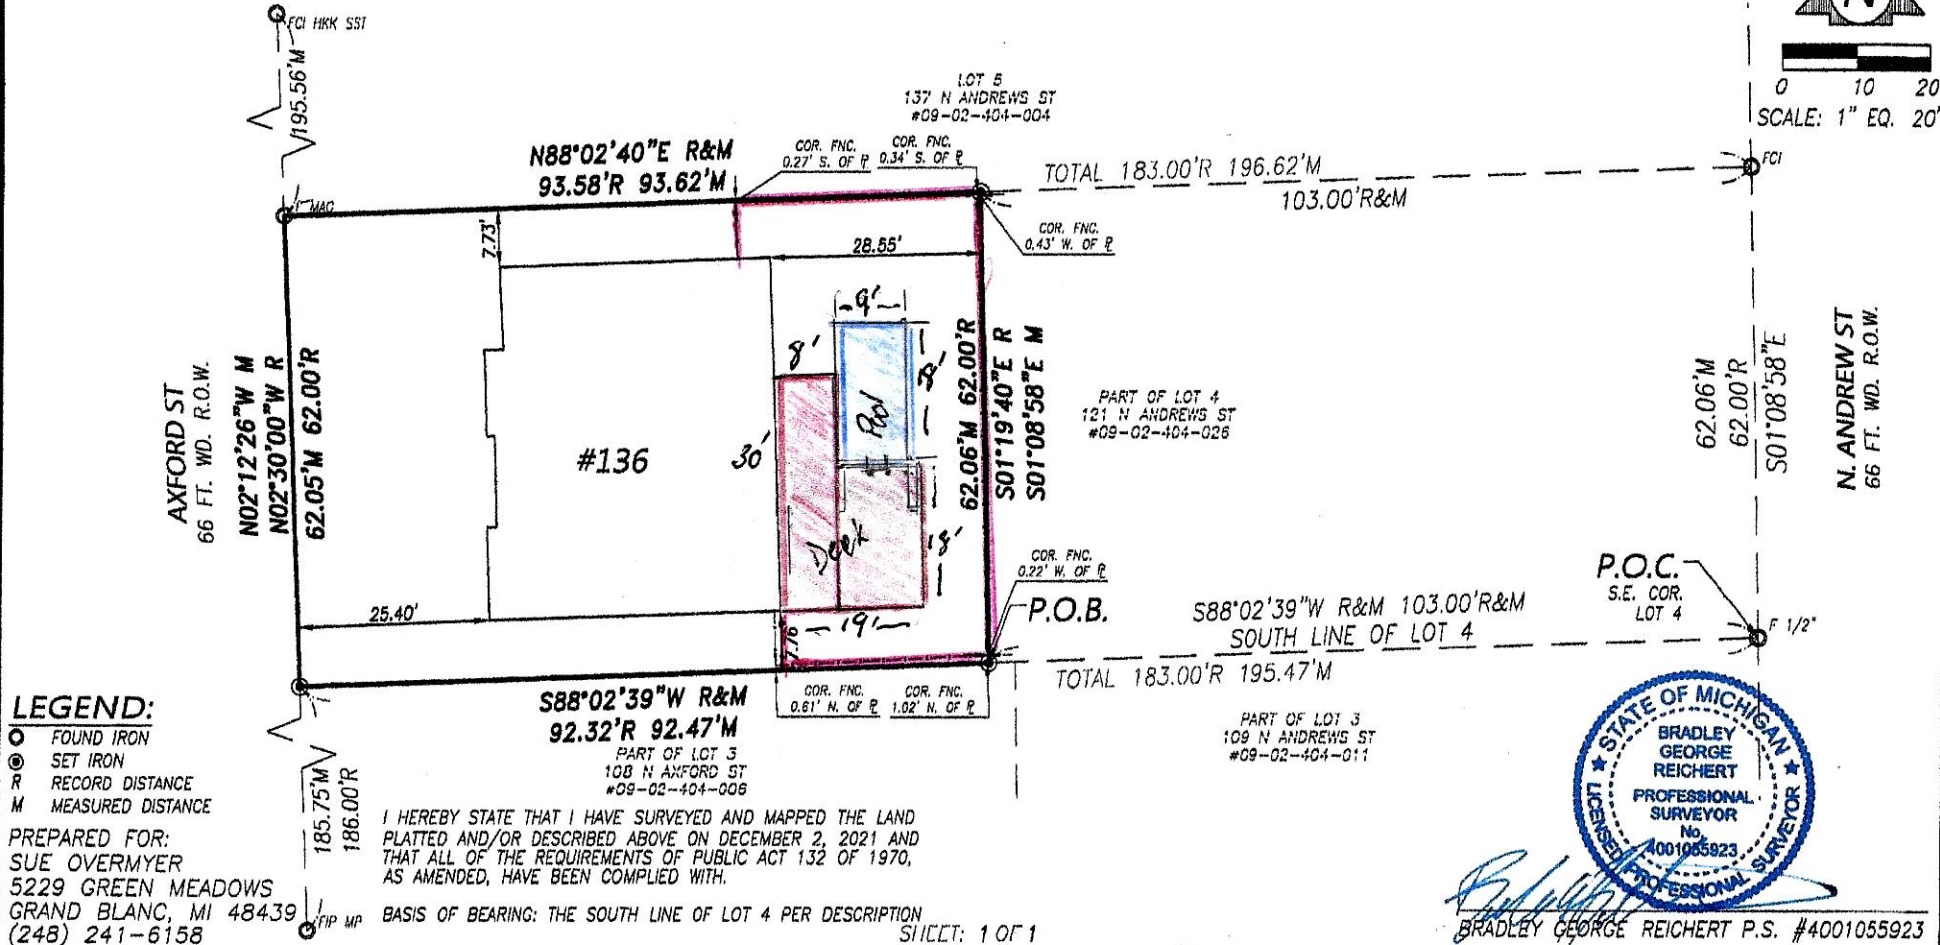 FCI HKK SST
195.56'M
N
0 10 20
SCALE: 1" EQ. 20'
LOT 5
137 N ANDREWS ST
#09-02-404-004
N88°02'40"E R&M
93.58'R 93.62'M
COR. FNC.
0.27' S. OF PL
COR. FNC.
0.34' S. OF PL
TOTAL 183.00'R 196.62'M
103.00'R&M
FCI
MAG
7.73'
28.55'
COR. FNC.
0.43' W. OF PL
9'
8'
18'
Pool
30'
Deck
18'
19'
#136
AXFORD ST
66 FT. WD. R.O.W.
N02°12'26"W M
N02°30'00"W R
62.05'M 62.00'R
62.06'M 62.00'R
S01°19'40"E R
S01°08'58"E M
PART OF LOT 4
121 N ANDREWS ST
#09-02-404-026
62.06'M
62.00'R
S01°08'58"E
N. ANDREW ST
66 FT. WD. R.O.W.
COR. FNC.
0.22' W. OF PL
P.O.B.
P.O.C.
S.E. COR.
LOT 4
F 1/2"
25.40'
7.76
S88°02'39"W R&M 103.00'R&M
SOUTH LINE OF LOT 4
TOTAL 183.00'R 195.47'M
S88°02'39"W R&M
92.32'R 92.47'M
COR. FNC.
0.61' N. OF PL
COR. FNC.
1.02' N. OF PL
PART OF LOT 3
108 N AXFORD ST
#09-02-404-006
PART OF LOT 3
109 N ANDREWS ST
#09-02-404-011
LEGEND:
FOUND IRON
SET IRON
R RECORD DISTANCE
M MEASURED DISTANCE
PREPARED FOR:
SUE OVERMYER
5229 GREEN MEADOWS
GRAND BLANC, MI 48439
(248) 241-6158
185.75'M
186.00'R
FIP MP
I HEREBY STATE THAT I HAVE SURVEYED AND MAPPED THE LAND
PLATTED AND/OR DESCRIBED ABOVE ON DECEMBER 2, 2021 AND
THAT ALL OF THE REQUIREMENTS OF PUBLIC ACT 132 OF 1970,
AS AMENDED, HAVE BEEN COMPLIED WITH.
BASIS OF BEARING: THE SOUTH LINE OF LOT 4 PER DESCRIPTION
SHEET: 1 OF 1
STATE OF MICHIGAN
BRADLEY
GEORGE
REICHERT
PROFESSIONAL
SURVEYOR
No.
4001055923
LICENSED PROFESSIONAL SURVEYOR
BRADLEY GEORGE REICHERT P.S. #4001055923